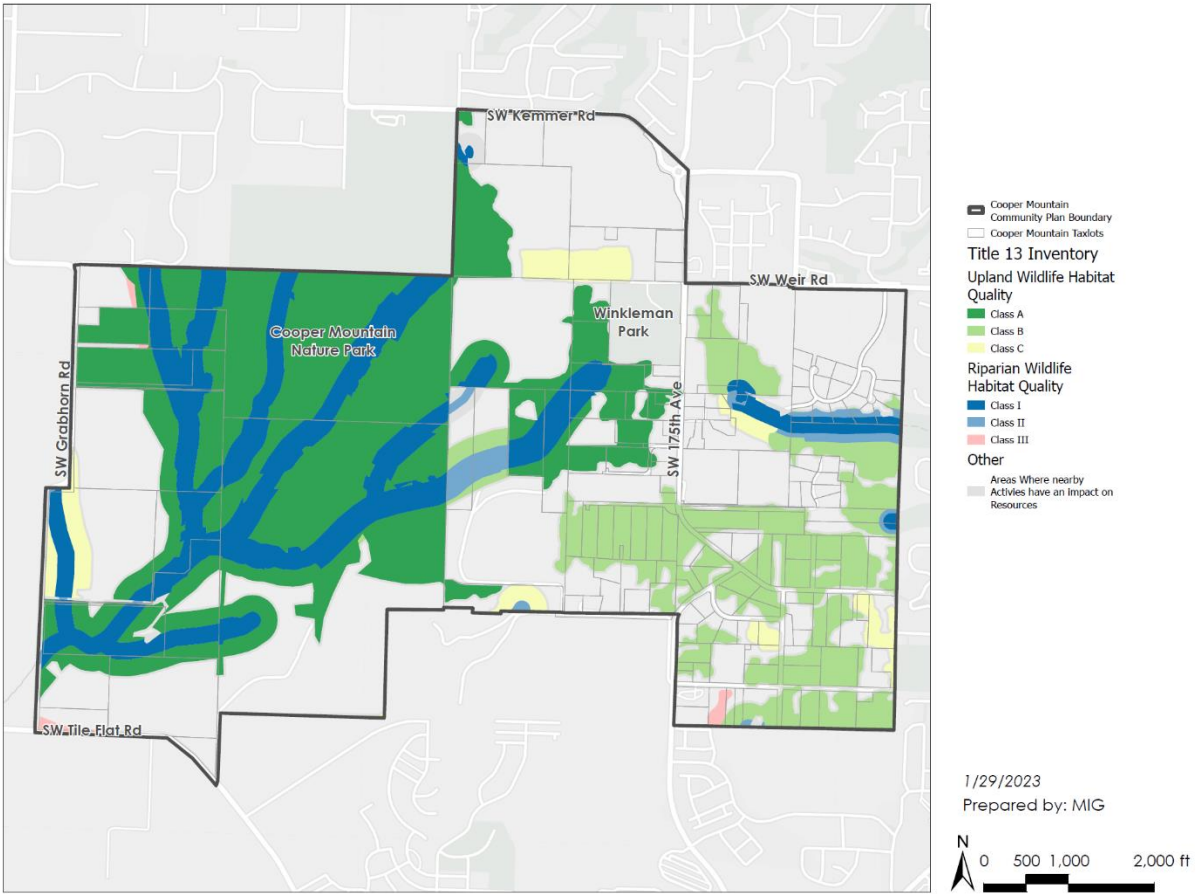 SW Kemmer Rd
SW Weir Rd
Winkleman
Park
Cooper Mountain
Nature Park
SW Grabhorn Rd
SW 175th Ave
SW Tile Flat Rd
Cooper Mountain
Community Plan Boundary
Cooper Mountain Taxlots
Title 13 Inventory
Upland Wildlife Habitat
Quality
Class A
Class B
Class C
Riparian Wildlife
Habitat Quality
Class I
Class II
Class III
Other
Areas Where nearby
Activies have an Impact on
Resources
1/29/2023
Prepared by: MIG
N
0 500 1,000 2,000 ft